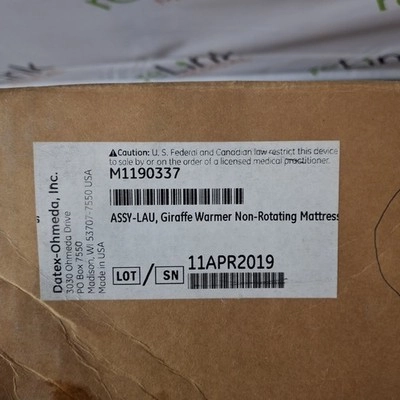 ⚠Caution: U. S. Federal and Canadian law restrict this device
to sale by or on the order of a licensed medical practitioner.
M1190337
ASSY-LAU, Giraffe Warmer Non-Rotating Mattress
LOT / SN 11APR2019
Datex-Ohmeda, Inc.
3030 Ohmeda Drive
PO Box 7550
Madison, WI 53707-7550 USA
Made in USA
s